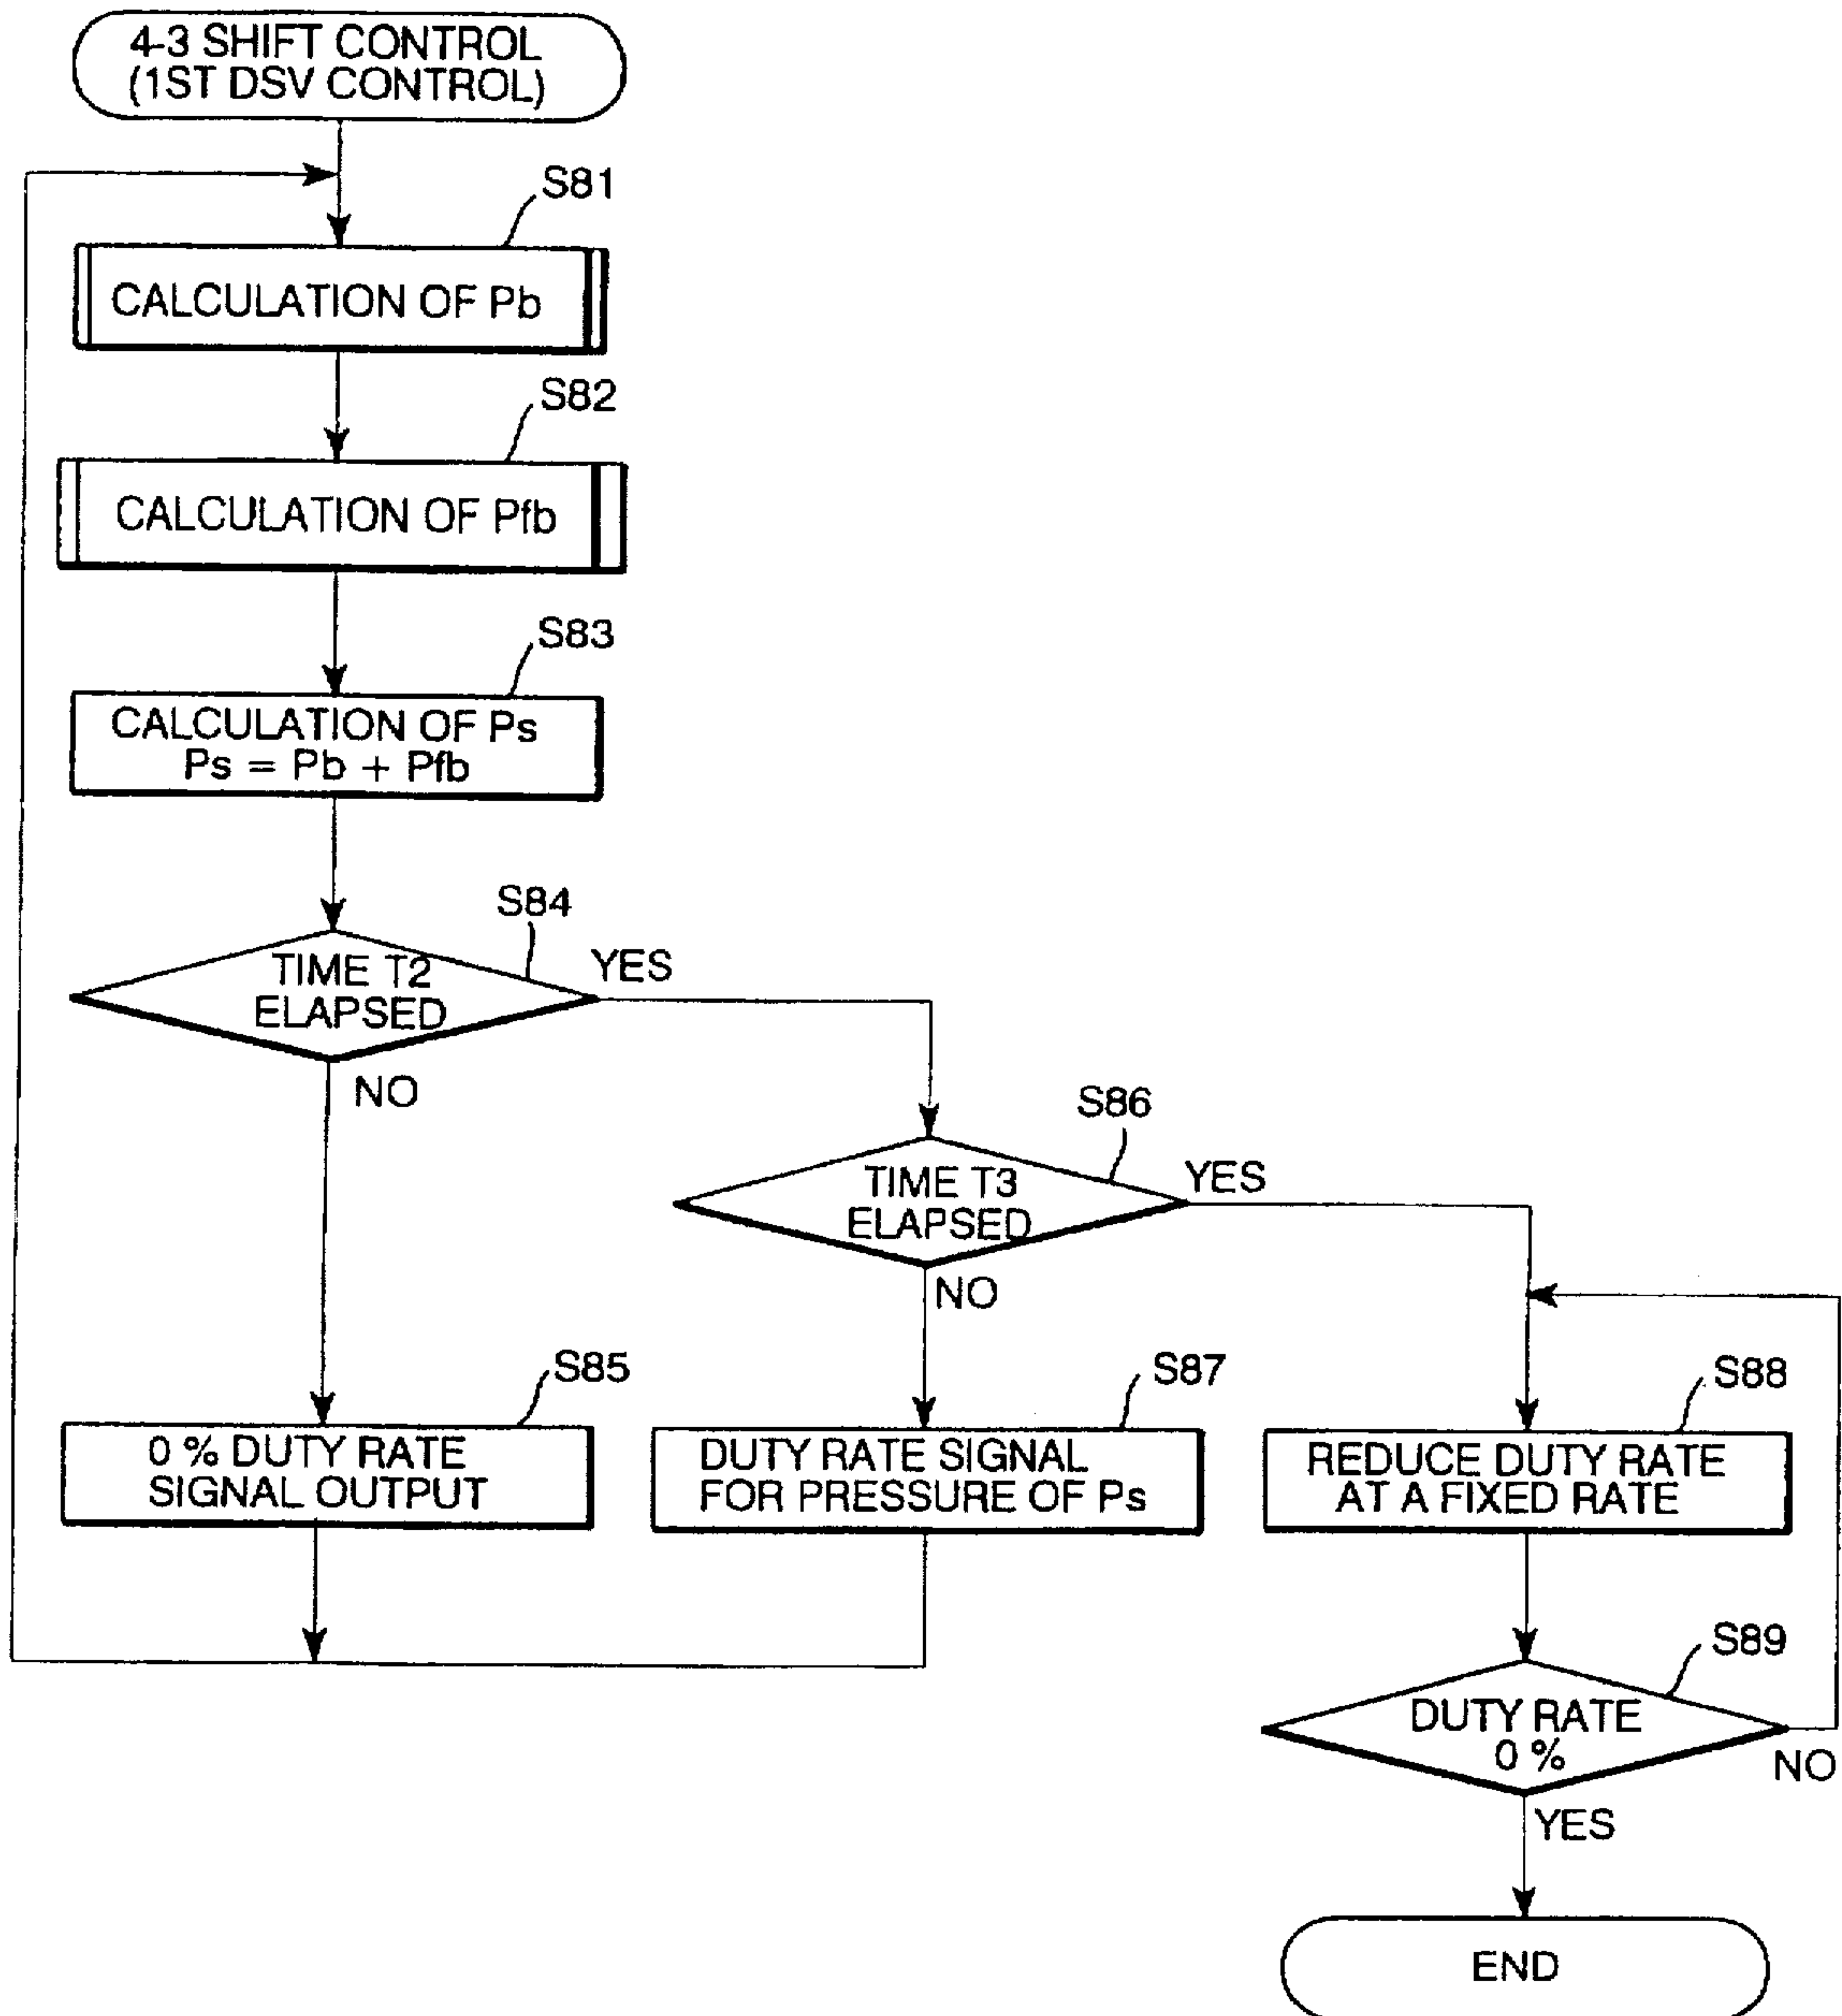 4-3 SHIFT CONTROL
(1ST DSV CONTROL)
S81
CALCULATION OF Pb
S82
CALCULATION OF Pfb
S83
CALCULATION OF Ps
Ps = Pb + Pfb
S84
TIME T2
ELAPSED
YES
NO
S86
TIME T3
ELAPSED
YES
NO
S85
0 % DUTY RATE
SIGNAL OUTPUT
S87
DUTY RATE SIGNAL
FOR PRESSURE OF Ps
S88
REDUCE DUTY RATE
AT A FIXED RATE
S89
DUTY RATE
0 %
NO
YES
END